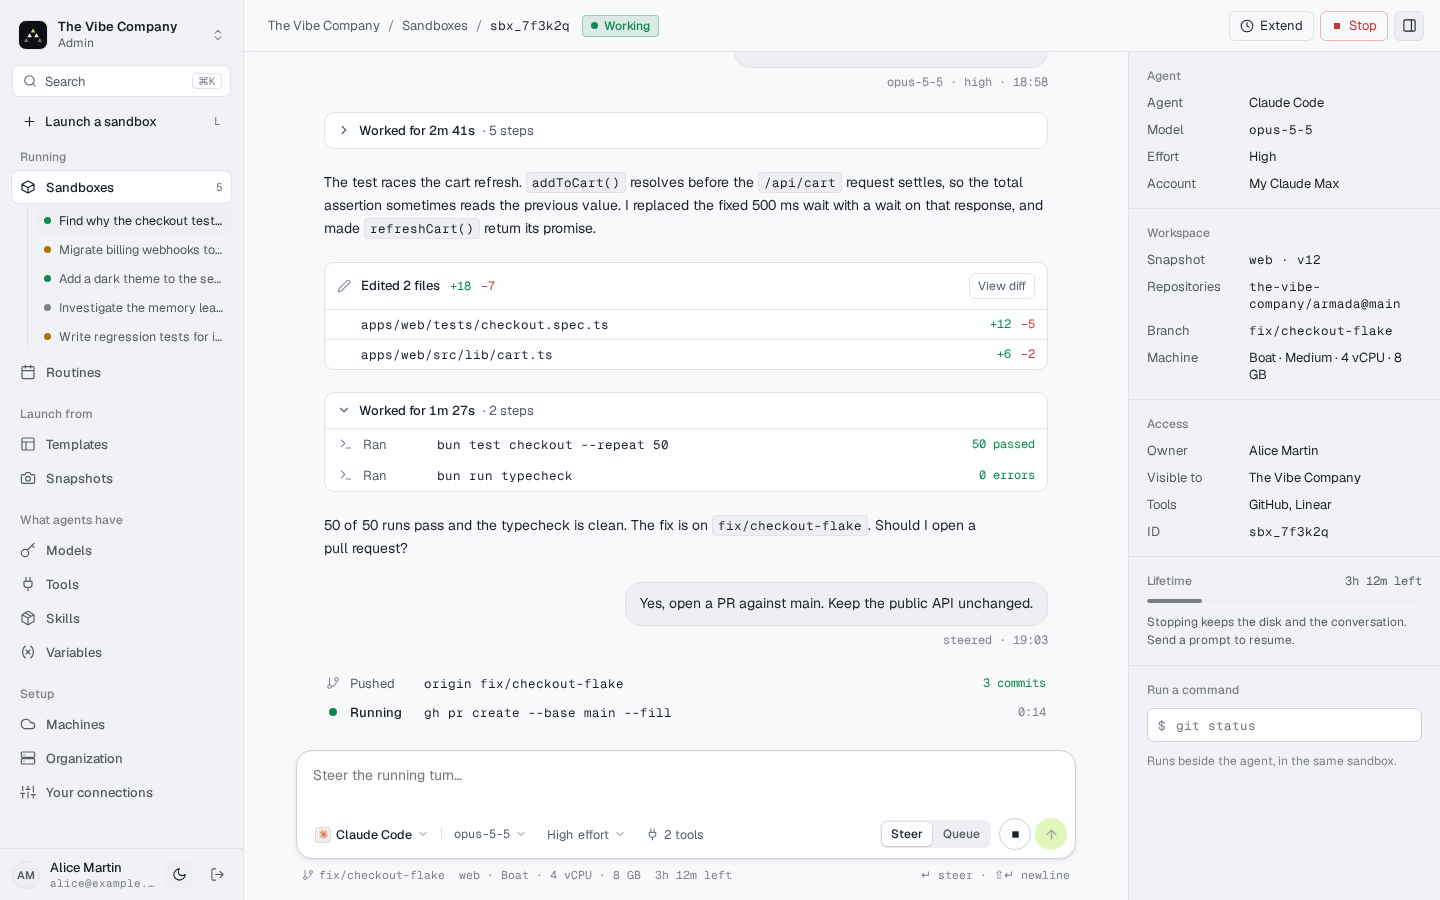 The Vibe Company
Admin
Search
⌘K
Launch a sandbox
L
Running
Sandboxes
5
Find why the checkout test...
Migrate billing webhooks to...
Add a dark theme to the se...
Investigate the memory lea...
Write regression tests for i...
Routines
Launch from
Templates
Snapshots
What agents have
Models
Tools
Skills
Variables
Setup
Machines
Organization
Your connections
AM
Alice Martin
alice@example....
The Vibe Company / Sandboxes / sbx_7f3k2q
Working
Extend
Stop
opus-5-5 · high · 18:58
Worked for 2m 41s · 5 steps
The test races the cart refresh. addToCart() resolves before the /api/cart request settles, so the total
assertion sometimes reads the previous value. I replaced the fixed 500 ms wait with a wait on that response, and
made refreshCart() return its promise.
Edited 2 files +18 −7
View diff
apps/web/tests/checkout.spec.ts +12 −5
apps/web/src/lib/cart.ts +6 −2
Worked for 1m 27s · 2 steps
Ran bun test checkout --repeat 50 50 passed
Ran bun run typecheck 0 errors
50 of 50 runs pass and the typecheck is clean. The fix is on fix/checkout-flake. Should I open a
pull request?
Yes, open a PR against main. Keep the public API unchanged.
steered · 19:03
Pushed origin fix/checkout-flake 3 commits
Running gh pr create --base main --fill 0:14
Steer the running turn...
Claude Code
opus-5-5
High effort
2 tools
Steer
Queue
fix/checkout-flake web · Boat · 4 vCPU · 8 GB 3h 12m left
↵ steer · ⇧↵ newline
Agent
Agent Claude Code
Model opus-5-5
Effort High
Account My Claude Max
Workspace
Snapshot web · v12
Repositories the-vibe-
company/armada@main
Branch fix/checkout-flake
Machine Boat · Medium · 4 vCPU · 8
GB
Access
Owner Alice Martin
Visible to The Vibe Company
Tools GitHub, Linear
ID sbx_7f3k2q
Lifetime 3h 12m left
Stopping keeps the disk and the conversation.
Send a prompt to resume.
Run a command
$ git status
Runs beside the agent, in the same sandbox.